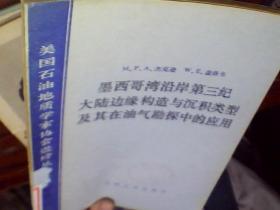 美国石油地质学家协会选译丛
M.P.A.杰克逊 W.E.盖洛韦
墨西哥湾沿岸第三纪
大陆边缘构造与沉积类型
及其在油气勘探中的应用